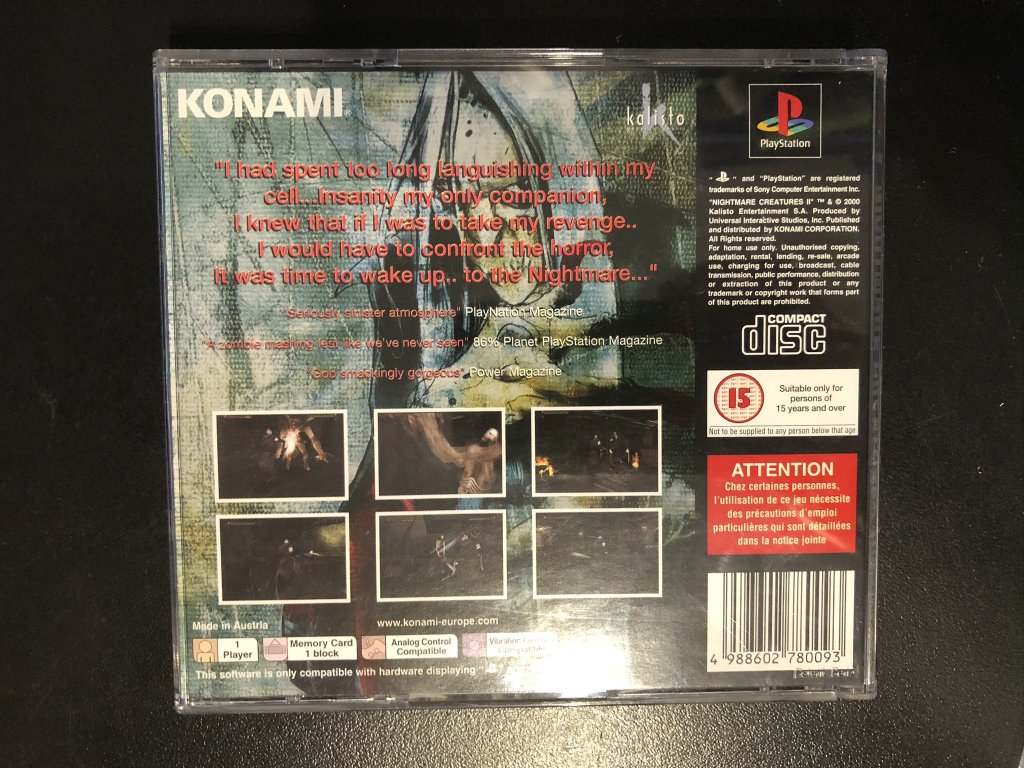 KONAMI
kalisto
"I had spent too long languishing within my
cell...Insanity my only companion,
I knew that if I was to take my revenge..
I would have to confront the horror,
It was time to wake up.. to the Nightmare..."
"Seriously sinister atmosphere" PlayNation Magazine
"A zombie mashing fest like we've never seen" 86% Planet PlayStation Magazine
"Gob smackingly gorgeous" Power Magazine
Made in Austria
www.konami-europe.com
1 Player
Memory Card 1 block
Analog Control Compatible
Vibration Compatible
This software is only compatible with hardware displaying "
PlayStation
" " and "PlayStation" are registered
trademarks of Sony Computer Entertainment Inc.
"NIGHTMARE CREATURES II" ™ & © 2000
Kalisto Entertainment S.A. Produced by
Universal Interactive Studios, Inc. Published
and distributed by KONAMI CORPORATION.
All Rights reserved.
For home use only. Unauthorised copying,
adaptation, rental, lending, re-sale, arcade
use, charging for use, broadcast, cable
transmission, public performance, distribution
or extraction of this product or any
trademark or copyright work that forms part
of this product are prohibited.
COMPACT
disc
15
Suitable only for
persons of
15 years and over
Not to be supplied to any person below that age
ATTENTION
Chez certaines personnes,
l'utilisation de ce jeu nécessite
des précautions d'emploi
particulières qui sont détaillées
dans la notice jointe
4 988602 780093